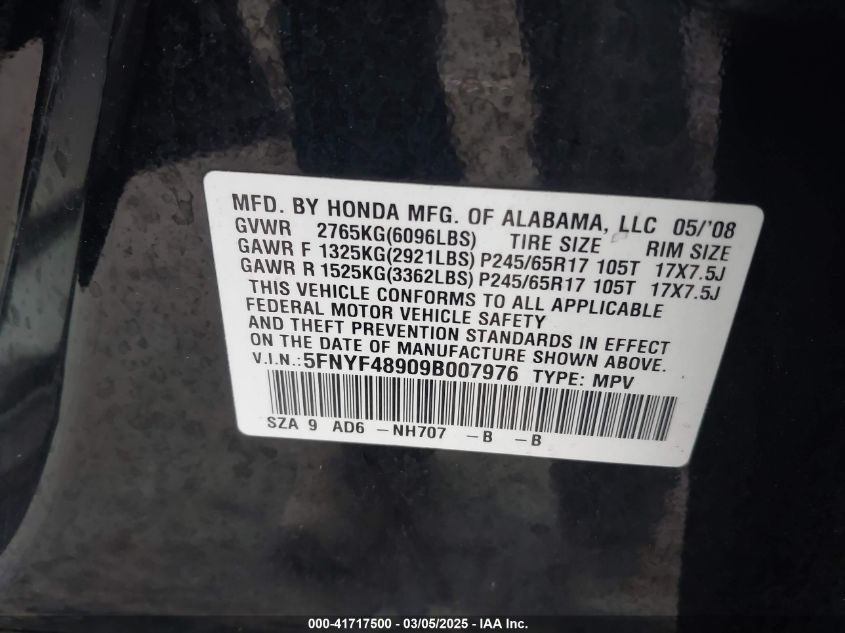 MFD. BY HONDA MFG. OF ALABAMA, LLC 05/'08
GVWR 2765KG(6096LBS) TIRE SIZE RIM SIZE
GAWR F 1325KG(2921LBS) P245/65R17 105T 17X7.5J
GAWR R 1525KG(3362LBS) P245/65R17 105T 17X7.5J
THIS VEHICLE CONFORMS TO ALL APPLICABLE
FEDERAL MOTOR VEHICLE SAFETY
AND THEFT PREVENTION STANDARDS IN EFFECT
ON THE DATE OF MANUFACTURE SHOWN ABOVE.
V.I.N.:5FNYF48909B007976 TYPE: MPV
SZA 9 AD6 -NH707 -B -B
000-41717500 - 03/05/2025 - IAA Inc.